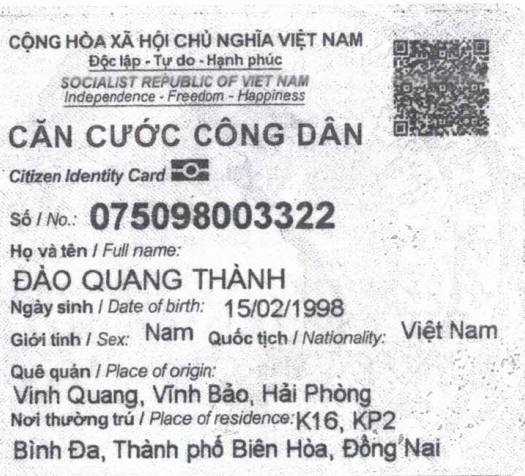 CỘNG HÒA XÃ HỘI CHỦ NGHĨA VIỆT NAM
Độc lập - Tự do - Hạnh phúc
SOCIALIST REPUBLIC OF VIET NAM
Independence - Freedom - Happiness
CĂN CƯỚC CÔNG DÂN
Citizen Identity Card
Số / No.: 075098003322
Họ và tên / Full name:
ĐÀO QUANG THÀNH
Ngày sinh / Date of birth: 15/02/1998
Giới tính / Sex: Nam Quốc tịch / Nationality: Việt Nam
Quê quán / Place of origin:
Vinh Quang, Vĩnh Bảo, Hải Phòng
Nơi thường trú / Place of residence: K16, KP2
Bình Đa, Thành phố Biên Hòa, Đồng Nai